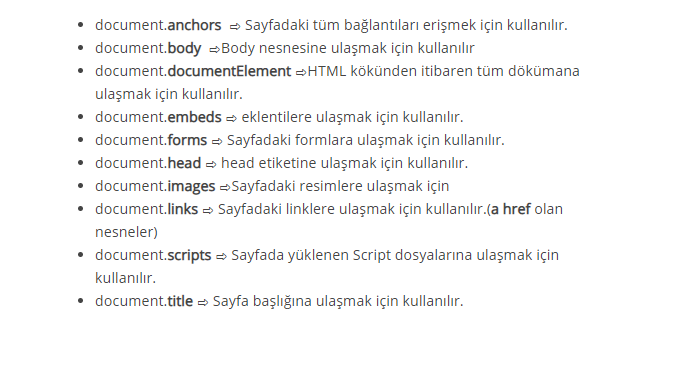 • document.anchors ⇨ Sayfadaki tüm bağlantıları erişmek için kullanılır.
• document.body ⇨Body nesnesine ulaşmak için kullanılır
• document.documentElement ⇨HTML kökünden itibaren tüm dökümana
ulaşmak için kullanılır.
• document.embeds ⇨ eklentilere ulaşmak için kullanılır.
• document.forms ⇨ Sayfadaki formlara ulaşmak için kullanılır.
• document.head ⇨ head etiketine ulaşmak için kullanılır.
• document.images ⇨Sayfadaki resimlere ulaşmak için
• document.links ⇨ Sayfadaki linklere ulaşmak için kullanılır.(a href olan
nesneler)
• document.scripts ⇨ Sayfada yüklenen Script dosyalarına ulaşmak için
kullanılır.
• document.title ⇨ Sayfa başlığına ulaşmak için kullanılır.